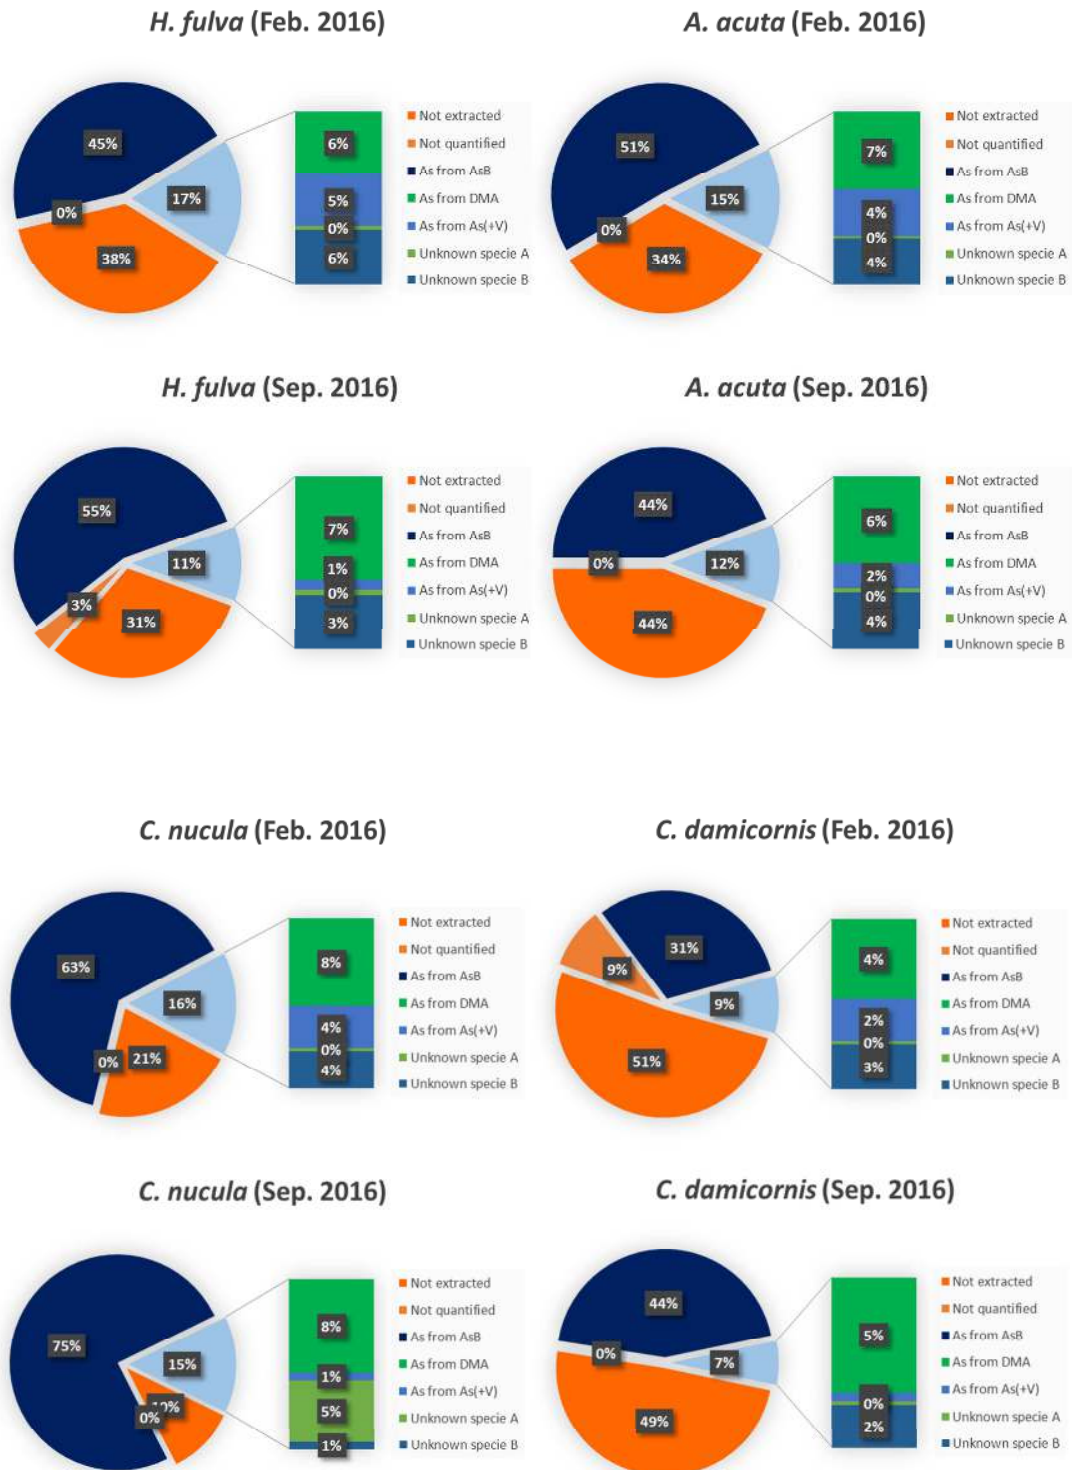 H. fulva (Feb. 2016)
45%
0%
17%
38%
6%
5%
0%
6%
Not extracted
Not quantified
As from AsB
As from DMA
As from As(+V)
Unknown specie A
Unknown specie B
A. acuta (Feb. 2016)
51%
0%
15%
34%
7%
4%
0%
4%
Not extracted
Not quantified
As from AsB
As from DMA
As from As(+V)
Unknown specie A
Unknown specie B
H. fulva (Sep. 2016)
55%
3%
11%
31%
7%
1%
0%
3%
Not extracted
Not quantified
As from AsB
As from DMA
As from As(+V)
Unknown specie A
Unknown specie B
A. acuta (Sep. 2016)
44%
0%
12%
44%
6%
2%
0%
4%
Not extracted
Not quantified
As from AsB
As from DMA
As from As(+V)
Unknown specie A
Unknown specie B
C. nucula (Feb. 2016)
63%
16%
0%
21%
8%
4%
0%
4%
Not extracted
Not quantified
As from AsB
As from DMA
As from As(+V)
Unknown specie A
Unknown specie B
C. damicornis (Feb. 2016)
31%
9%
9%
51%
4%
2%
0%
3%
Not extracted
Not quantified
As from AsB
As from DMA
As from As(+V)
Unknown specie A
Unknown specie B
C. nucula (Sep. 2016)
75%
15%
10%
0%
8%
1%
5%
1%
Not extracted
Not quantified
As from AsB
As from DMA
As from As(+V)
Unknown specie A
Unknown specie B
C. damicornis (Sep. 2016)
44%
0%
7%
49%
5%
0%
2%
Not extracted
Not quantified
As from AsB
As from DMA
As from As(+V)
Unknown specie A
Unknown specie B